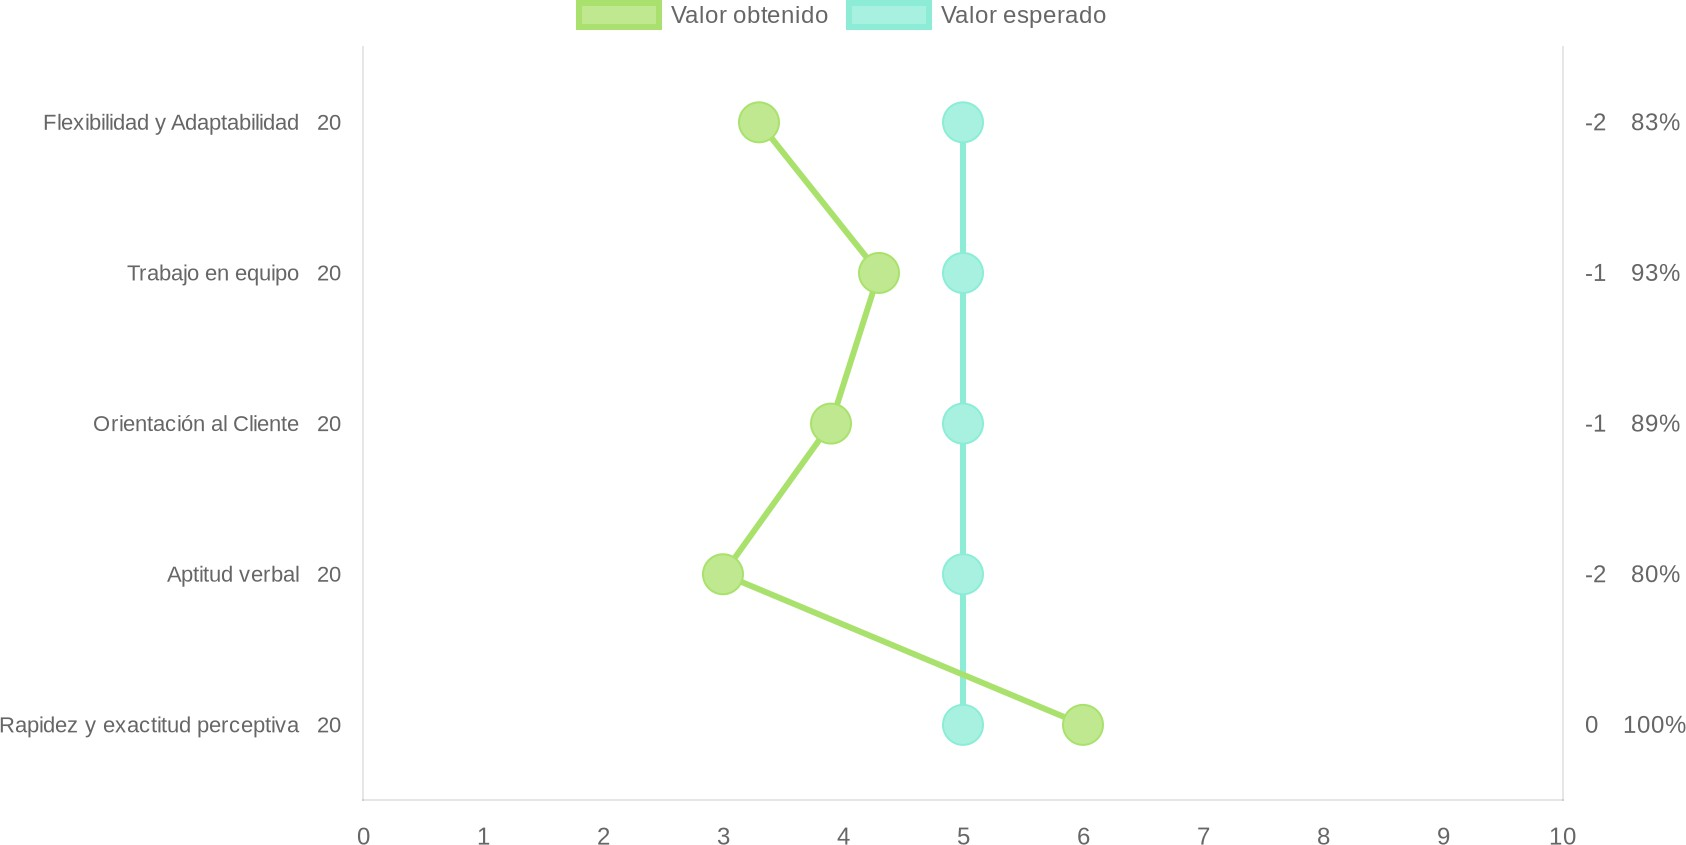 Valor obtenido Valor esperado
Flexibilidad y Adaptabilidad 20 -2 83%
Trabajo en equipo 20 -1 93%
Orientación al Cliente 20 -1 89%
Aptitud verbal 20 -2 80%
Rapidez y exactitud perceptiva 20 0 100%
0 1 2 3 4 5 6 7 8 9 10